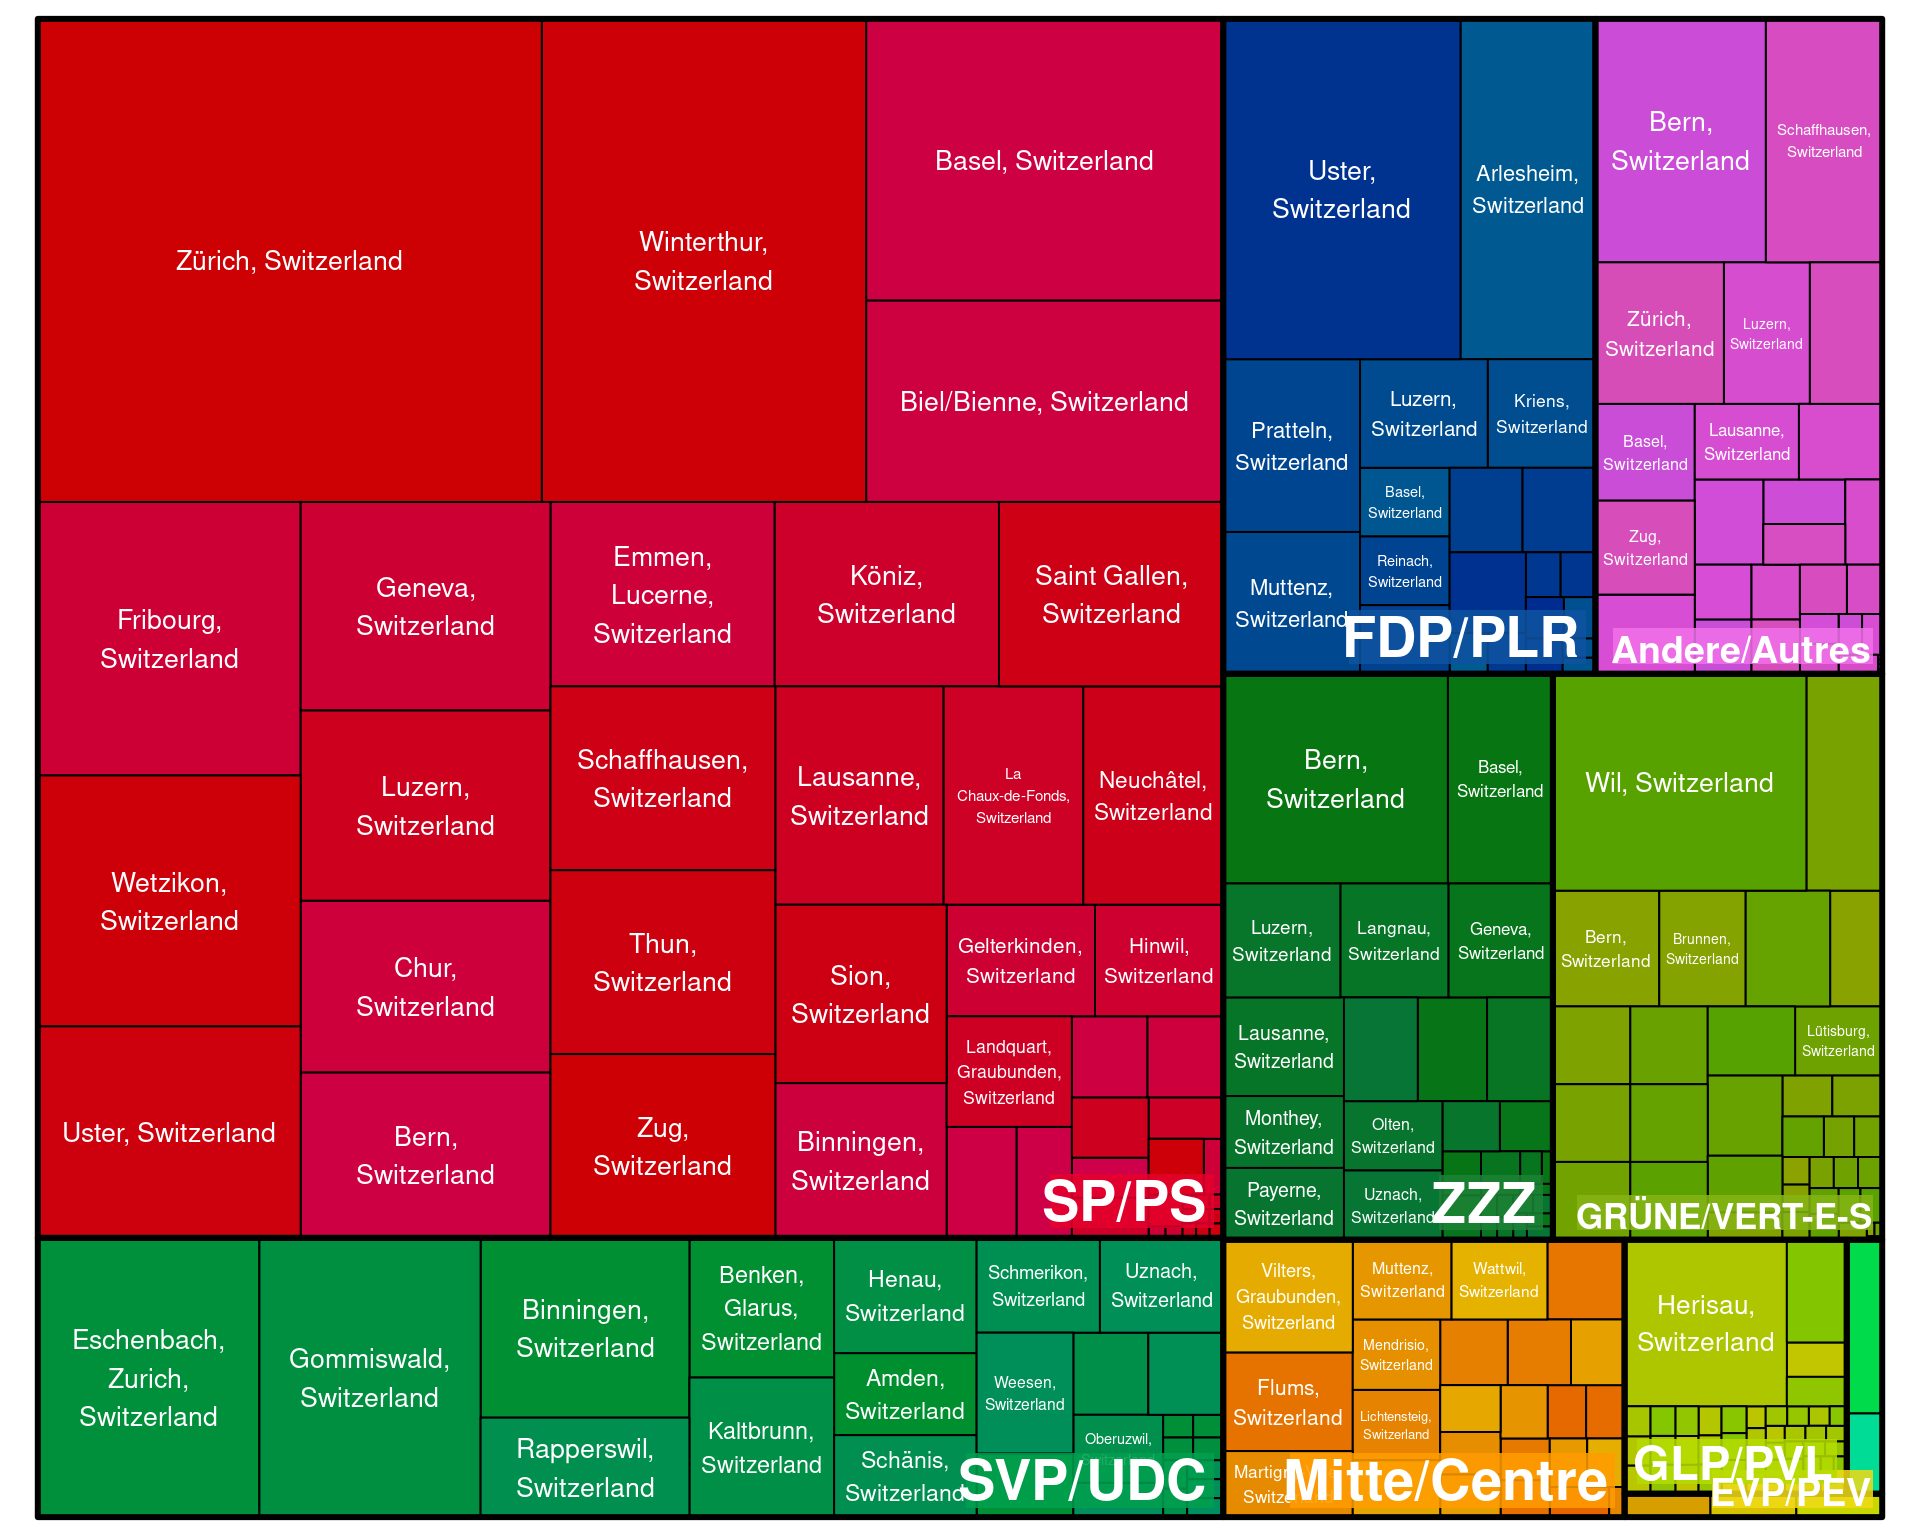 Zürich, Switzerland
Winterthur,
Switzerland
Basel, Switzerland
Biel/Bienne, Switzerland
Fribourg,
Switzerland
Wetzikon,
Switzerland
Uster, Switzerland
Geneva,
Switzerland
Luzern,
Switzerland
Chur,
Switzerland
Bern,
Switzerland
Emmen,
Lucerne,
Switzerland
Schaffhausen,
Switzerland
Thun,
Switzerland
Zug,
Switzerland
Köniz,
Switzerland
Saint Gallen,
Switzerland
Lausanne,
Switzerland
La
Chaux-de-Fonds,
Switzerland
Neuchâtel,
Switzerland
Sion,
Switzerland
Binningen,
Switzerland
Gelterkinden,
Switzerland
Hinwil,
Switzerland
Landquart,
Graubunden,
Switzerland
SP/PS
Eschenbach,
Zurich,
Switzerland
Gommiswald,
Switzerland
Binningen,
Switzerland
Rapperswil,
Switzerland
Benken,
Glarus,
Switzerland
Kaltbrunn,
Switzerland
Henau,
Switzerland
Amden,
Switzerland
Schänis,
Switzerland
Schmerikon,
Switzerland
Uznach,
Switzerland
Weesen,
Switzerland
Oberuzwil,
SVP/UDC
Uster,
Switzerland
Arlesheim,
Switzerland
Pratteln,
Switzerland
Muttenz,
Switzerland
Luzern,
Switzerland
Kriens,
Switzerland
Basel,
Switzerland
Reinach,
Switzerland
FDP/PLR
Bern,
Switzerland
Schaffhausen,
Switzerland
Zürich,
Switzerland
Luzern,
Switzerland
Basel,
Switzerland
Lausanne,
Switzerland
Zug,
Switzerland
Andere/Autres
Bern,
Switzerland
Basel,
Switzerland
Luzern,
Switzerland
Langnau,
Switzerland
Geneva,
Switzerland
Lausanne,
Switzerland
Monthey,
Switzerland
Payerne,
Switzerland
Olten,
Switzerland
Uznach,
Switzerland
ZZZ
Wil, Switzerland
Bern,
Switzerland
Brunnen,
Switzerland
Lütisburg,
Switzerland
GRÜNE/VERT-E-S
Vilters,
Graubunden,
Switzerland
Flums,
Switzerland
Muttenz,
Switzerland
Wattwil,
Switzerland
Mendrisio,
Switzerland
Lichtensteig,
Switzerland
Mitte/Centre
Herisau,
Switzerland
GLP/PVL
EVP/PEV